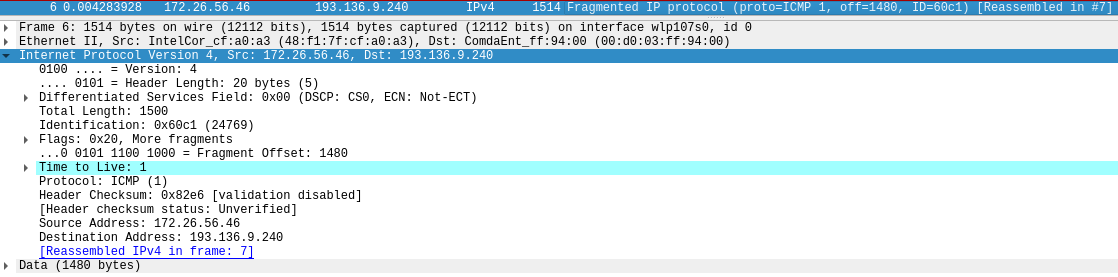 6 0.004283928 172.26.56.46 193.136.9.240 IPv4 1514 Fragmented IP protocol (proto=ICMP 1, off=1480, ID=60c1) [Reassembled in #7]
Frame 6: 1514 bytes on wire (12112 bits), 1514 bytes captured (12112 bits) on interface wlp107s0, id 0
Ethernet II, Src: IntelCor_cf:a0:a3 (48:f1:7f:cf:a0:a3), Dst: ComdaEnt_ff:94:00 (00:d0:03:ff:94:00)
Internet Protocol Version 4, Src: 172.26.56.46, Dst: 193.136.9.240
0100 .... = Version: 4
.... 0101 = Header Length: 20 bytes (5)
Differentiated Services Field: 0x00 (DSCP: CS0, ECN: Not-ECT)
Total Length: 1500
Identification: 0x60c1 (24769)
Flags: 0x20, More fragments
...0 0101 1100 1000 = Fragment Offset: 1480
Time to Live: 1
Protocol: ICMP (1)
Header Checksum: 0x82e6 [validation disabled]
[Header checksum status: Unverified]
Source Address: 172.26.56.46
Destination Address: 193.136.9.240
[Reassembled IPv4 in frame: 7]
Data (1480 bytes)